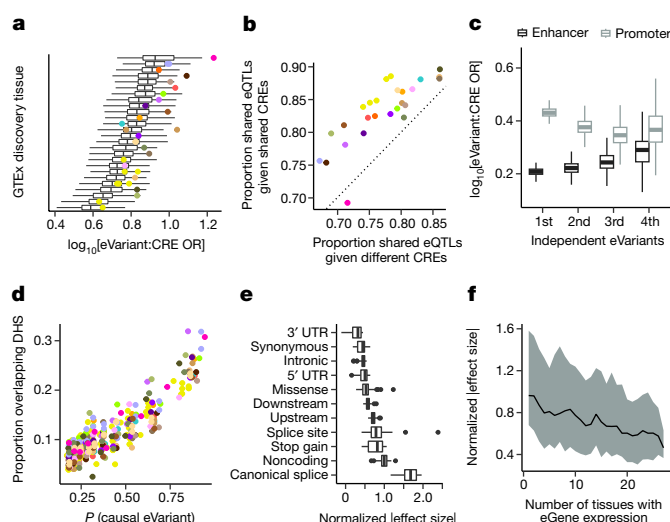 a
GTEx discovery tissue
0.4 0.6 0.8 1.0 1.2
log10[eVariant:CRE OR]
b
Proportion shared eQTLs
given shared CREs
0.90
0.85
0.80
0.75
0.70
0.70 0.75 0.80 0.85
Proportion shared eQTLs
given different CREs
c
Enhancer Promoter
log10[eVariant:CRE OR]
0.6
0.4
0.2
1st 2nd 3rd 4th
Independent eVariants
d
Proportion overlapping DHS
0.3
0.2
0.1
0.00 0.25 0.50 0.75
P (causal eVariant)
e
3′ UTR
Synonymous
Intronic
5′ UTR
Missense
Downstream
Upstream
Splice site
Stop gain
Noncoding
Canonical splice
0 1.0 2.0
Normalized |effect size|
f
Normalized |effect size|
1.6
1.2
0.8
0.4
0 10 20
Number of tissues with
eGene expression